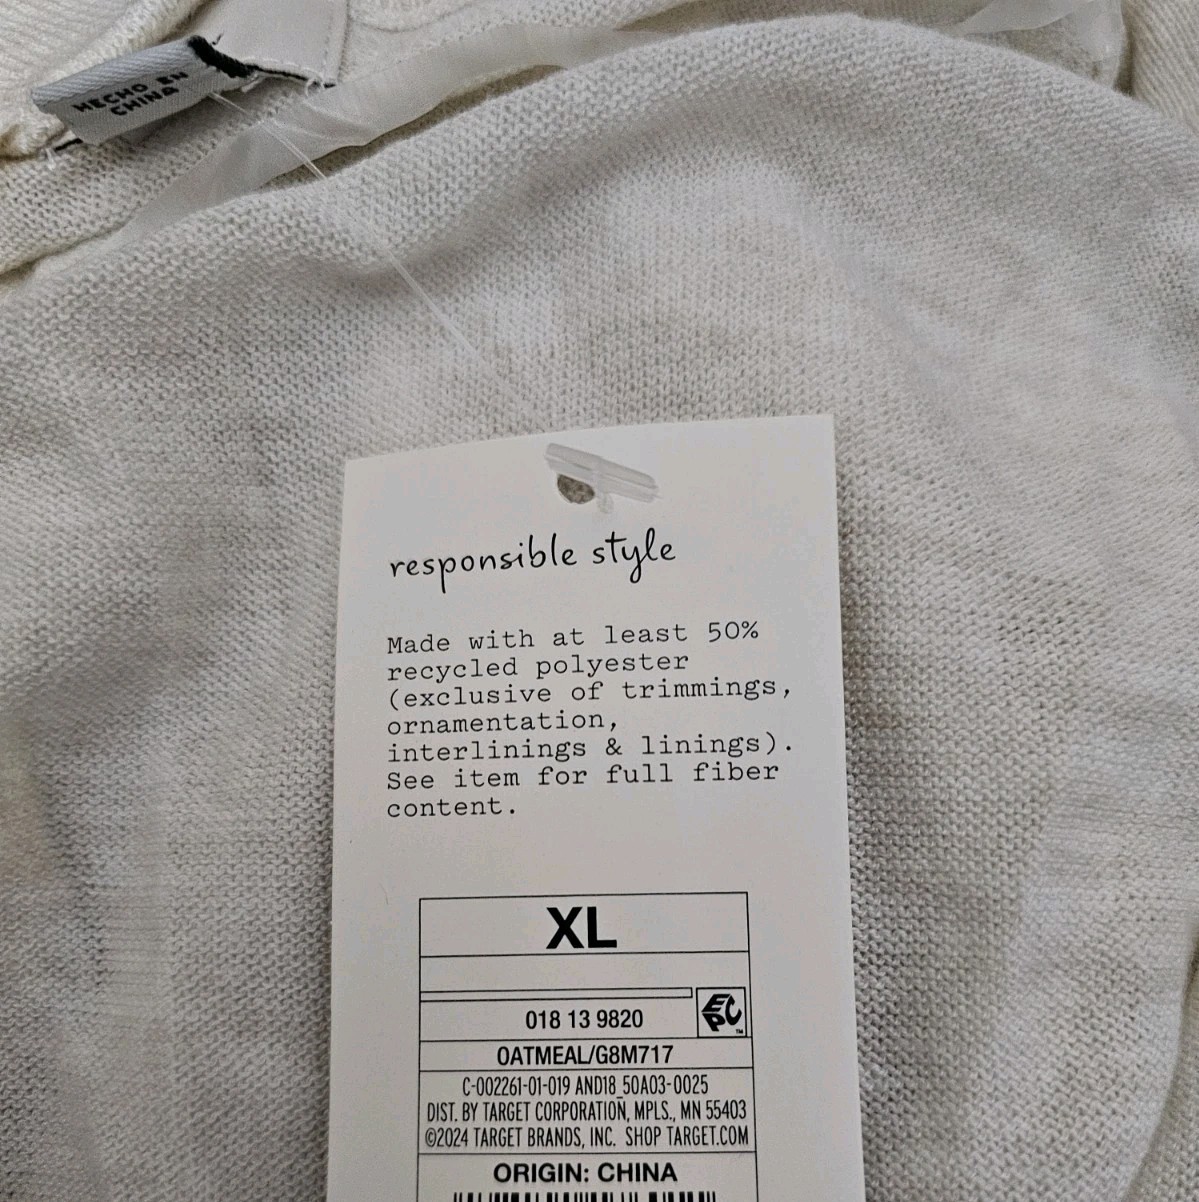 HECHO EN
CHINA
responsible style
Made with at least 50%
recycled polyester
(exclusive of trimmings,
ornamentation,
interlinings & linings).
See item for full fiber
content.
XL
EPC
TM
018 13 9820
OATMEAL/G8M717
C-002261-01-019 AND18_50A03-0025
DIST. BY TARGET CORPORATION, MPLS., MN 55403
©2024 TARGET BRANDS, INC. SHOP TARGET.COM
ORIGIN: CHINA